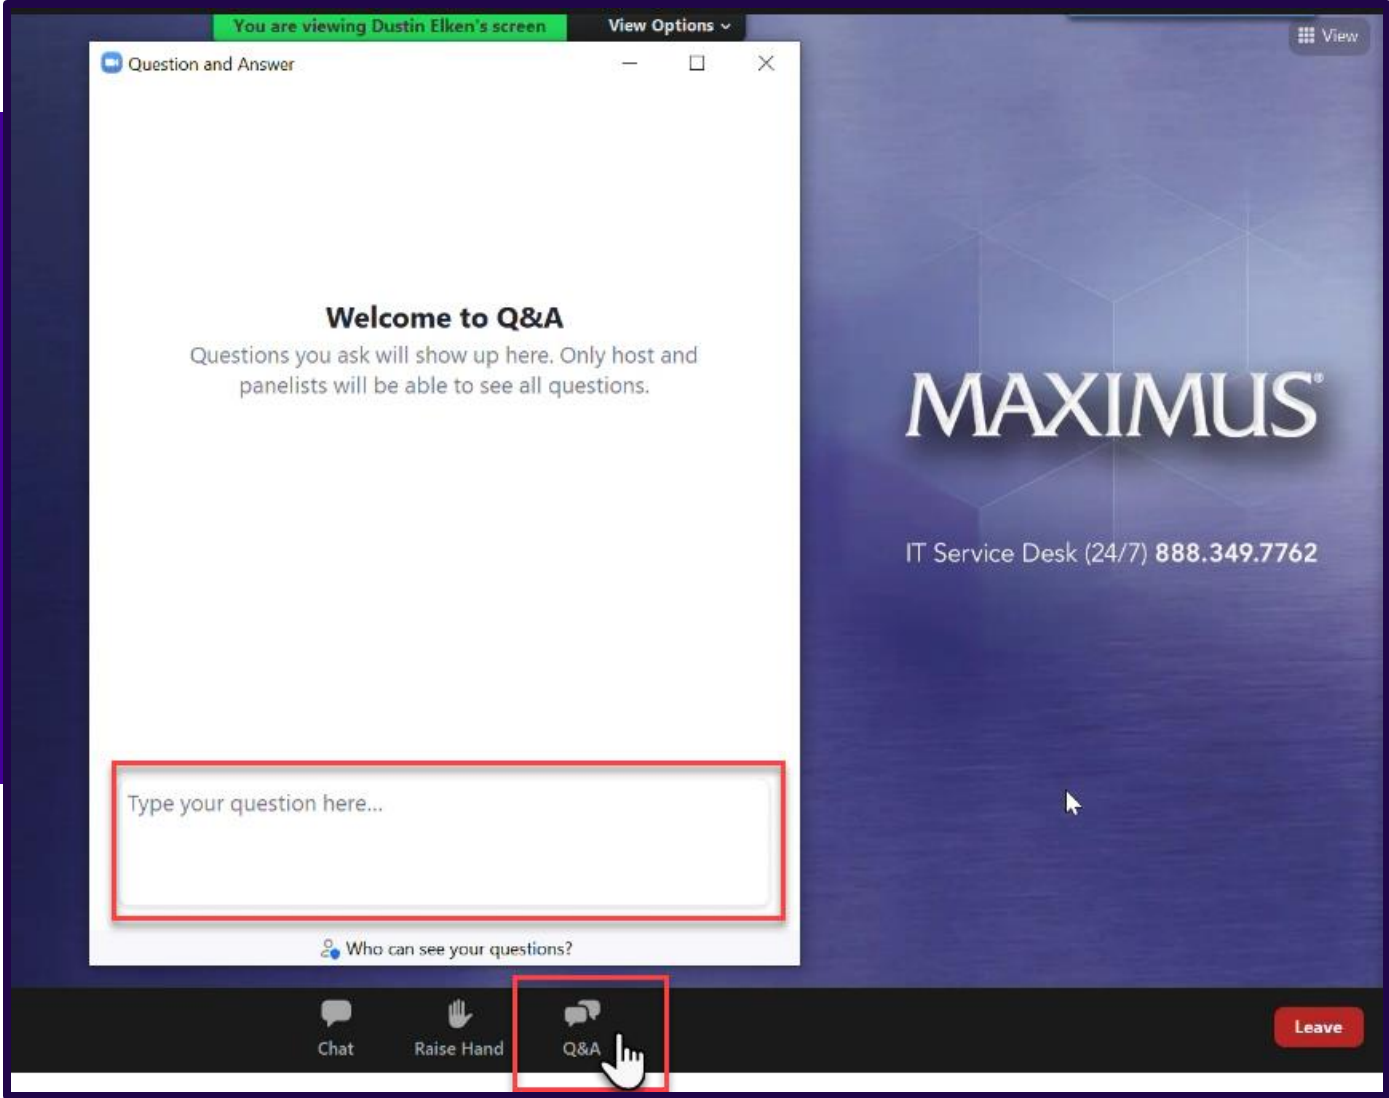 You are viewing Dustin Elken's screen
View Options
View
Question and Answer
Welcome to Q&A
Questions you ask will show up here. Only host and
panelists will be able to see all questions.
MAXIMUS®
IT Service Desk (24/7) 888.349.7762
Type your question here...
Who can see your questions?
Chat
Raise Hand
Q&A
Leave